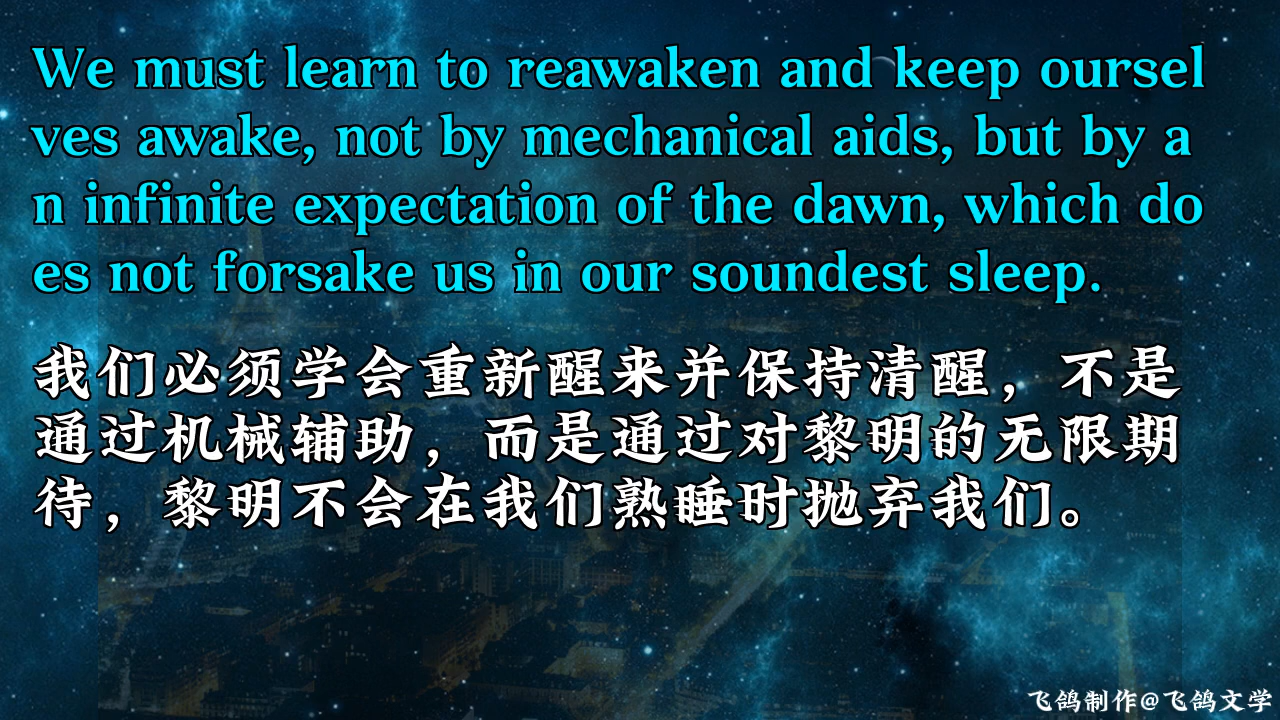 We must learn to reawaken and keep oursel
ves awake, not by mechanical aids, but by a
n infinite expectation of the dawn, which do
es not forsake us in our soundest sleep.
我们必须学会重新醒来并保持清醒，不是
通过机械辅助，而是通过对黎明的无限期
待，黎明不会在我们熟睡时抛弃我们。
飞鸽制作@飞鸽文学